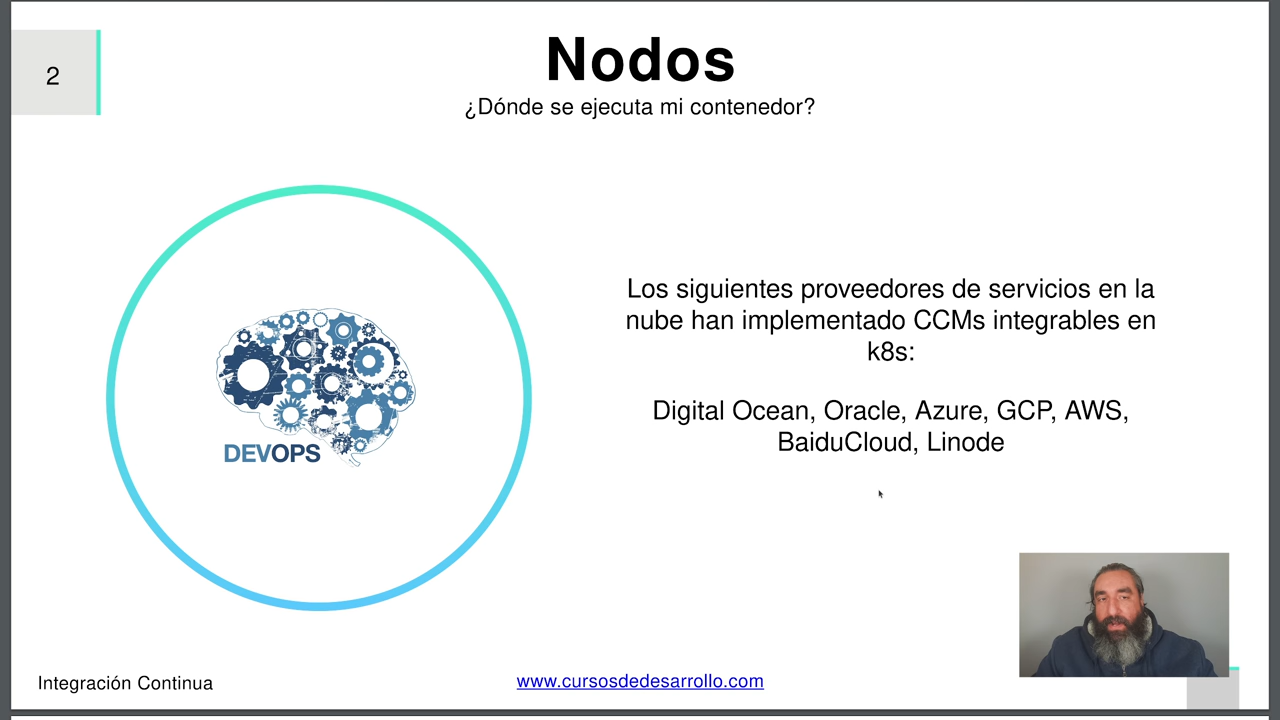 2
Nodos
¿Dónde se ejecuta mi contenedor?
Los siguientes proveedores de servicios en la
nube han implementado CCMs integrables en
k8s:
Digital Ocean, Oracle, Azure, GCP, AWS,
BaiduCloud, Linode
DEVOPS
Integración Continua
www.cursosdedesarrollo.com